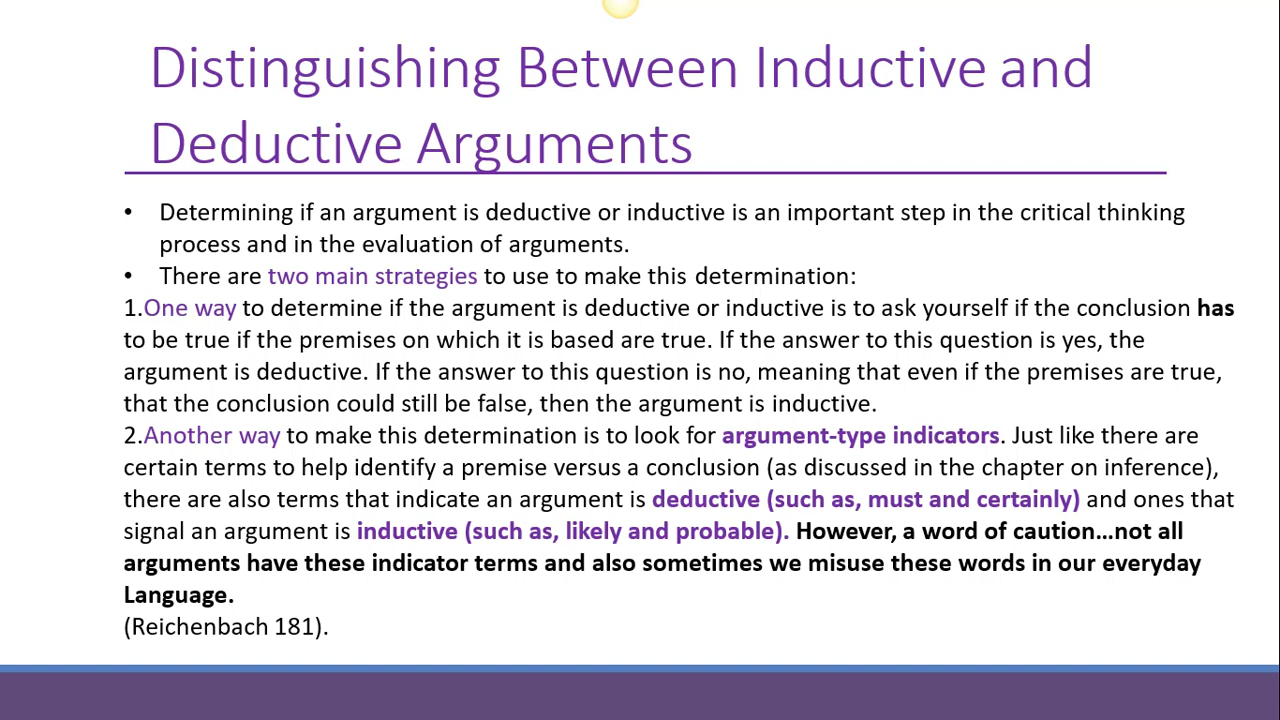 Distinguishing Between Inductive and
Deductive Arguments
• Determining if an argument is deductive or inductive is an important step in the critical thinking
process and in the evaluation of arguments.
• There are two main strategies to use to make this determination:
1.One way to determine if the argument is deductive or inductive is to ask yourself if the conclusion has
to be true if the premises on which it is based are true. If the answer to this question is yes, the
argument is deductive. If the answer to this question is no, meaning that even if the premises are true,
that the conclusion could still be false, then the argument is inductive.
2.Another way to make this determination is to look for argument-type indicators. Just like there are
certain terms to help identify a premise versus a conclusion (as discussed in the chapter on inference),
there are also terms that indicate an argument is deductive (such as, must and certainly) and ones that
signal an argument is inductive (such as, likely and probable). However, a word of caution…not all
arguments have these indicator terms and also sometimes we misuse these words in our everyday
Language.
(Reichenbach 181).